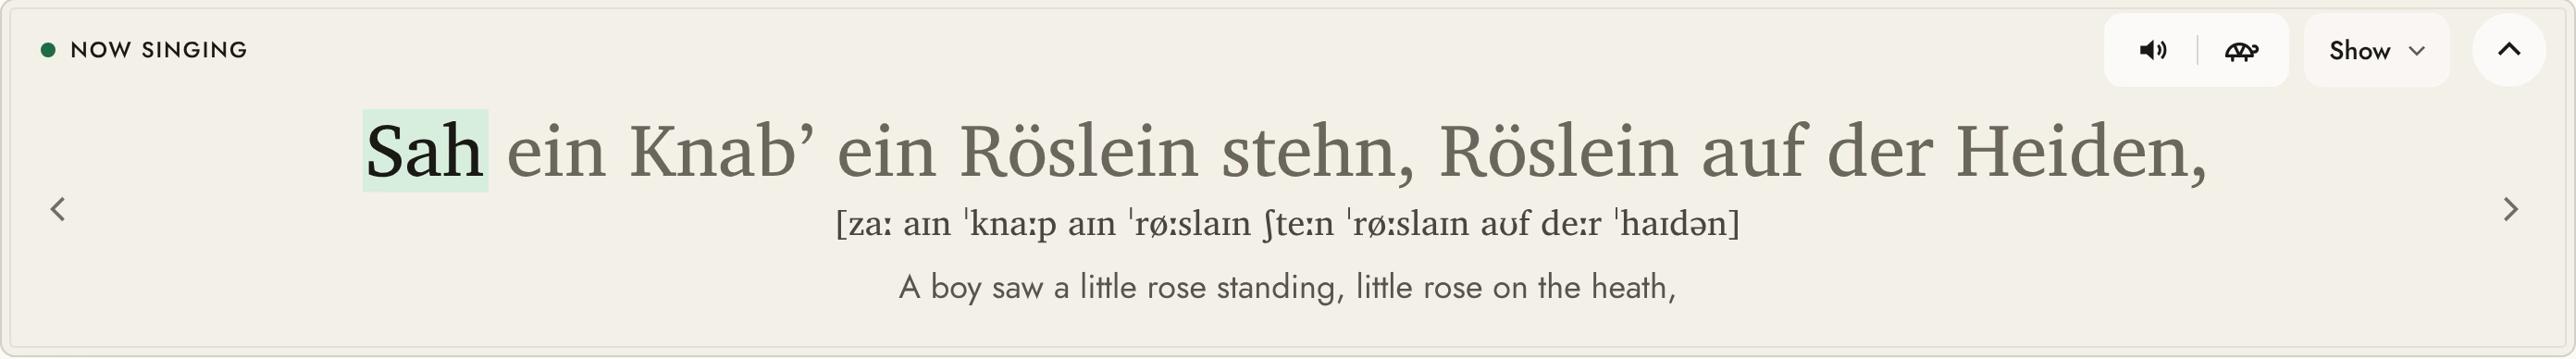 NOW SINGING
Show
Sah ein Knab’ ein Röslein stehn, Röslein auf der Heiden,
[zaː aɪn ˈknaːp aɪn ˈrøːslaɪn ʃteːn ˈrøːslaɪn aʊf deːr ˈhaɪdən]
A boy saw a little rose standing, little rose on the heath,